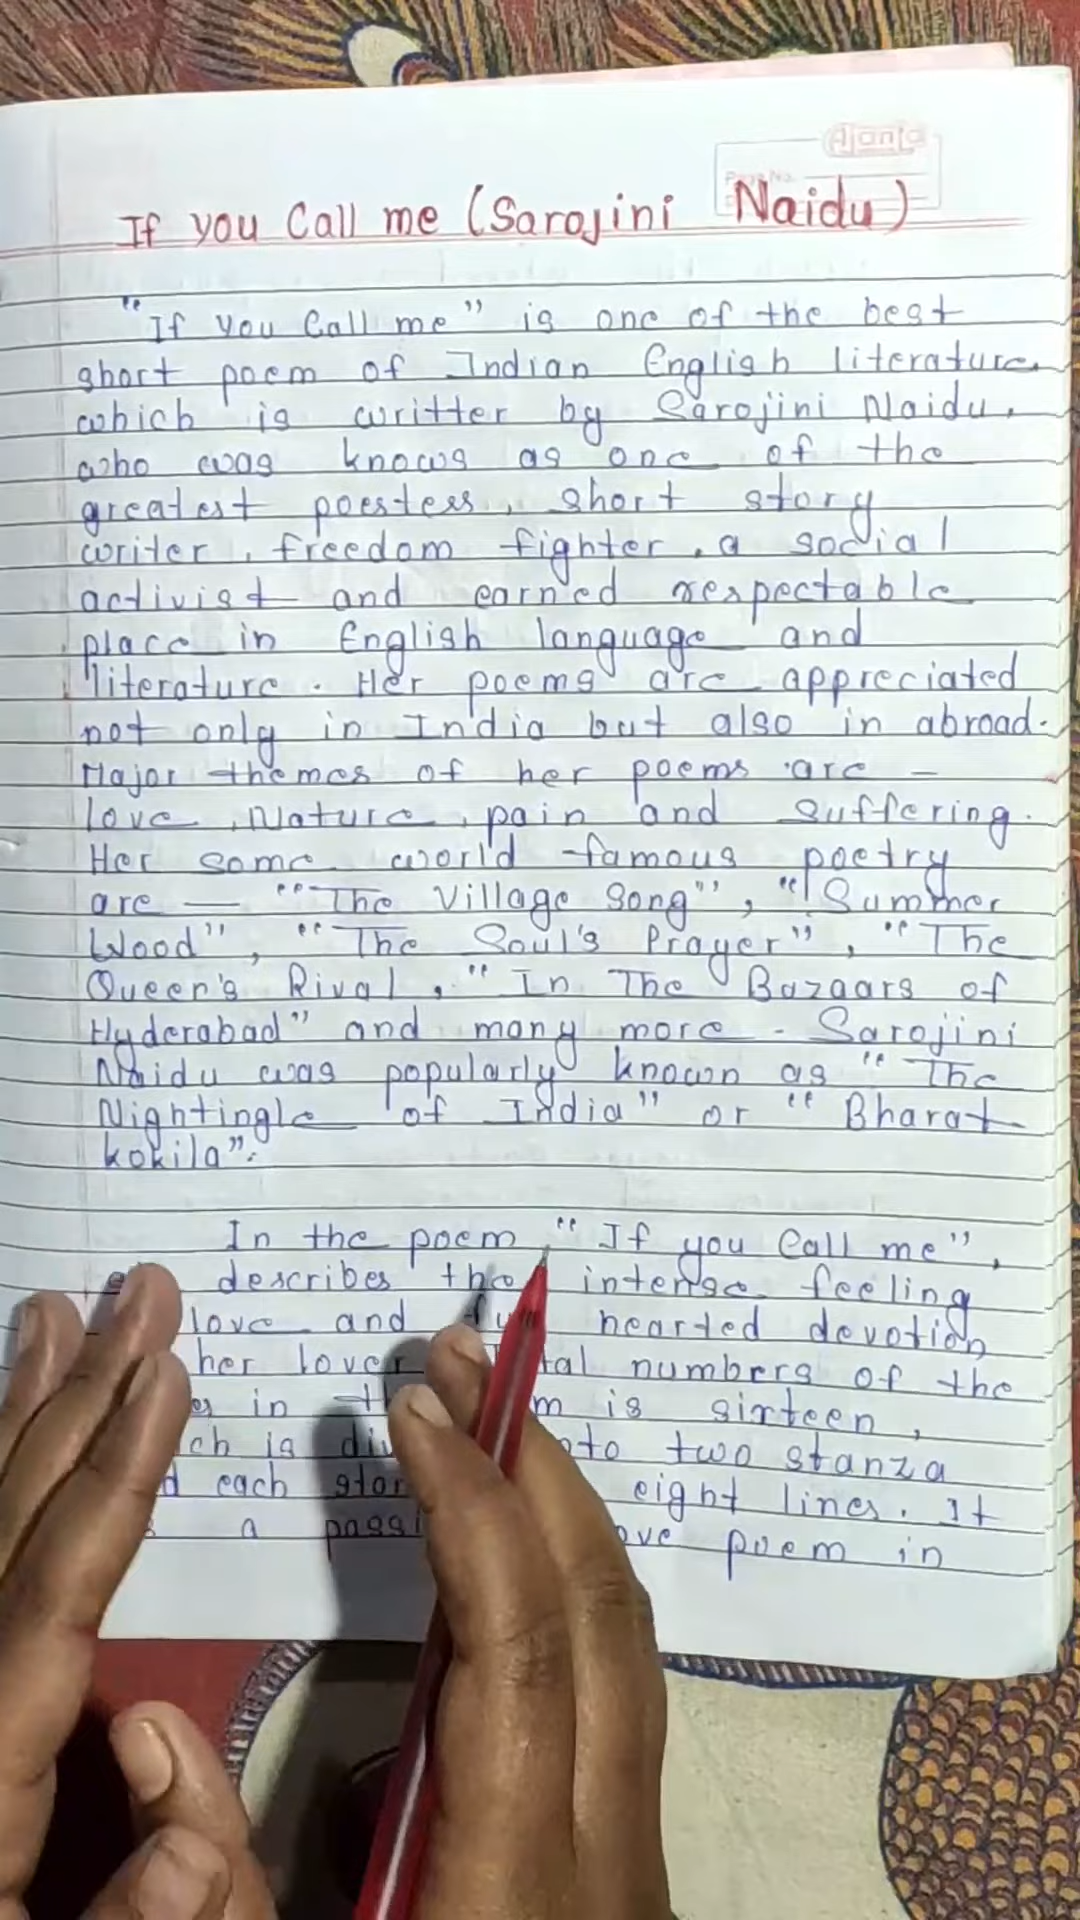 Ajanta
Page No.
If you Call me (Sarojini Naidu)
"If you Call me" is one of the best
short poem of Indian English literature.
which is writter by Sarojini Naidu,
who was knows as one of the
greatest poestess, short story
writer, freedom fighter, a social
activist and earned respectable
place in English language and
literature. Her poems are appreciated
not only in India but also in abroad.
Major themes of her poems are -
love, Nature, pain and suffering.
Her some world famous poetry
are — "The Village Song", "Summer
Wood", "The Soul's Prayer", "The
Queen's Rival, "In The Bazaars of
Hyderabad" and many more. Sarojini
Naidu was popularly known as "The
Nightingle of India" or "Bharat
kokila".
In the poem "If you Call me",
describes the intense feeling
love and hearted devotion
her lover numbers of the
in is sixteen,
is into two stanza
each eight lines. It
a poem in